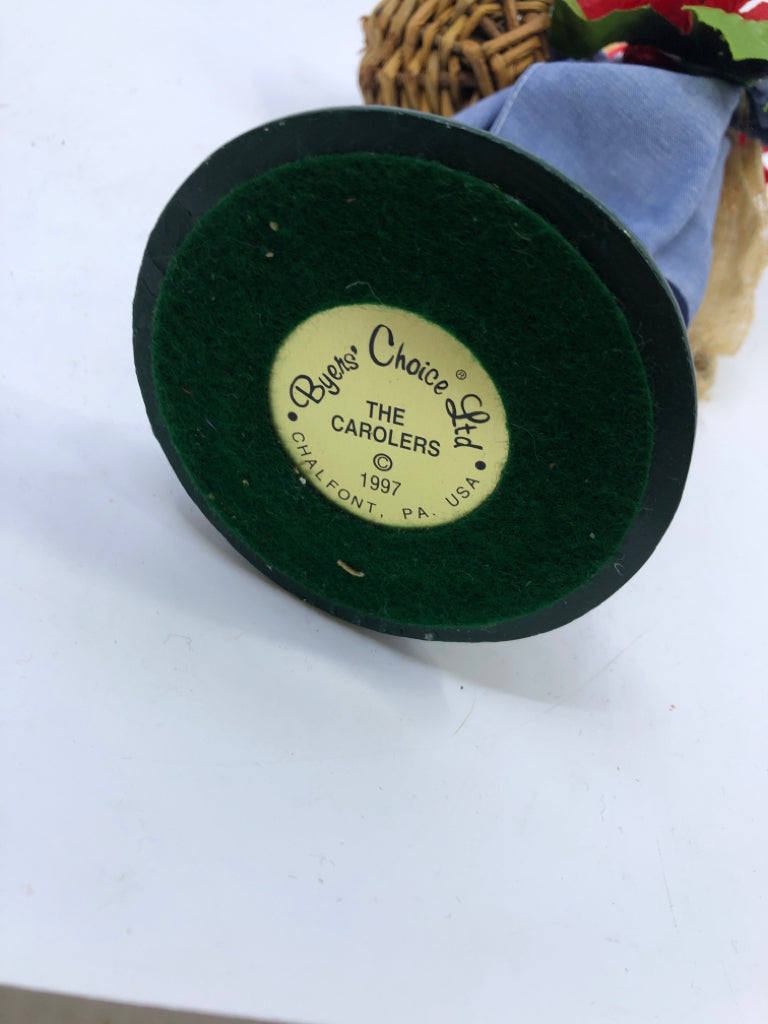 Byers' Choice® Ltd
THE
CAROLERS
©
1997
CHALFONT, PA. USA